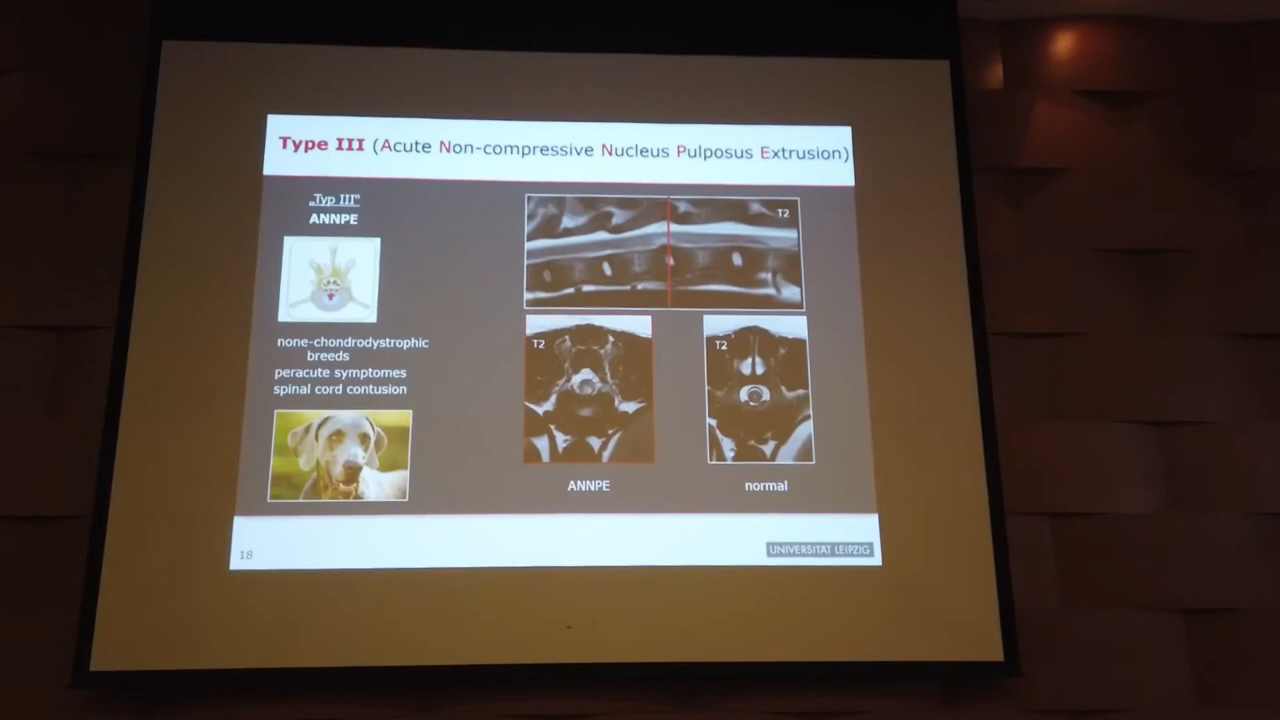 Type III (Acute Non-compressive Nucleus Pulposus Extrusion)
„Typ III“
ANNPE
none-chondrodystrophic
breeds
peracute symptomes
spinal cord contusion
T2
T2
T2
ANNPE
normal
18
UNIVERSITÄT LEIPZIG